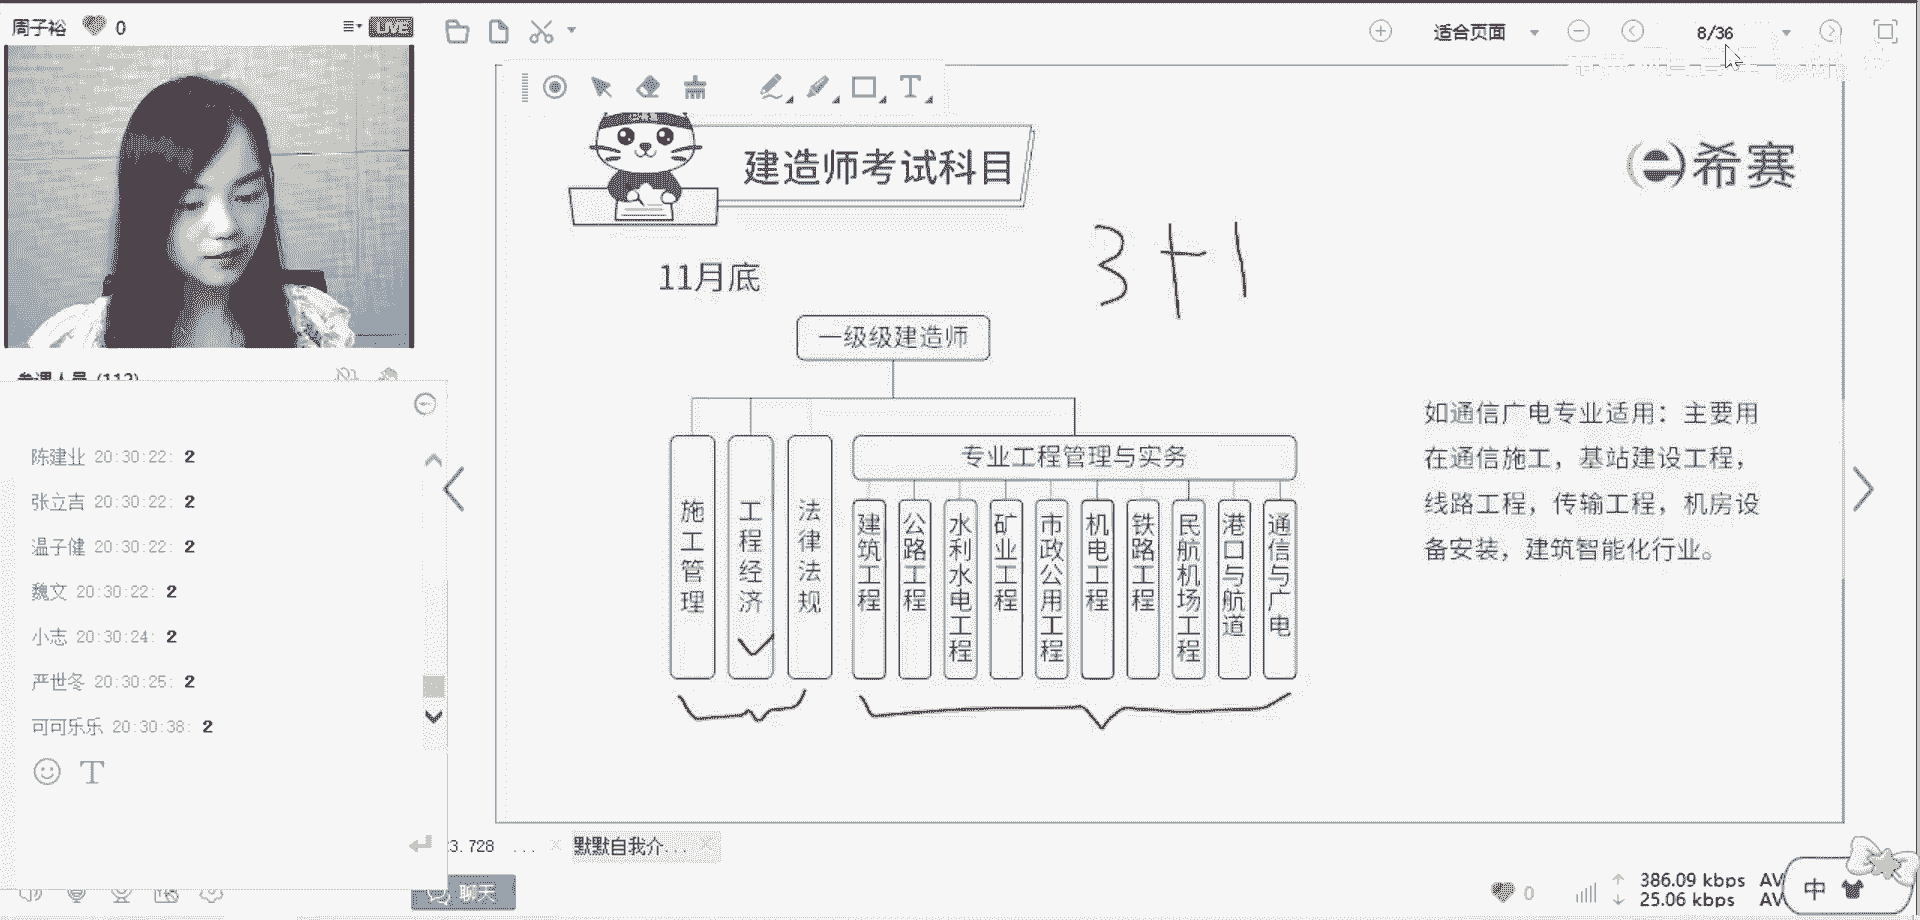 周子裕 0 LIVE
适合页面 8/36
建造师考试科目
希赛
3+1
11月底
一级级建造师
专业工程管理与实务
施工管理
工程经济
法律法规
建筑工程
公路工程
水利水电工程
矿业工程
市政公用工程
机电工程
铁路工程
民航机场工程
港口与航道
通信与广电
如通信广电专业适用：主要用
在通信施工，基站建设工程，
线路工程，传输工程，机房设
备安装，建筑智能化行业。
陈建业 20:30:22: 2
张立吉 20:30:22: 2
温子健 20:30:22: 2
魏文 20:30:22: 2
小志 20:30:24: 2
严世冬 20:30:25: 2
可可乐乐 20:30:38: 2
T
3.728 ... × 默默自我介... ×
聊天
0 386.09 kbps AV
25.06 kbps AV
中